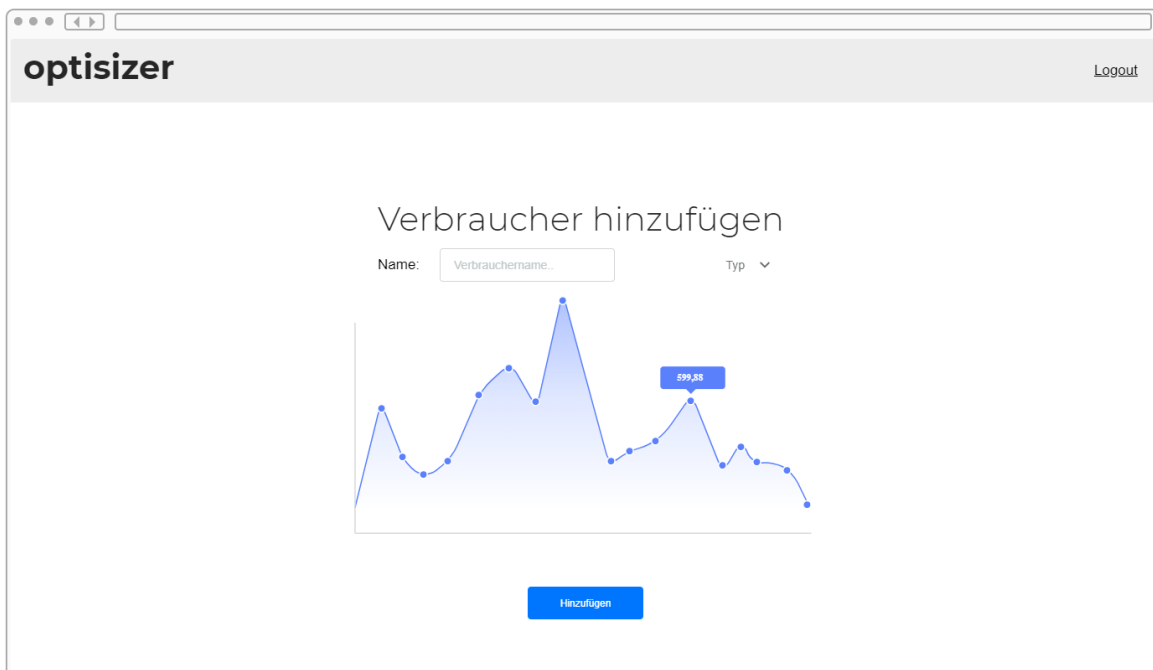 optisizer
Logout
Verbraucher hinzufügen
Name:
Verbrauchername..
Typ
599,88
Hinzufügen